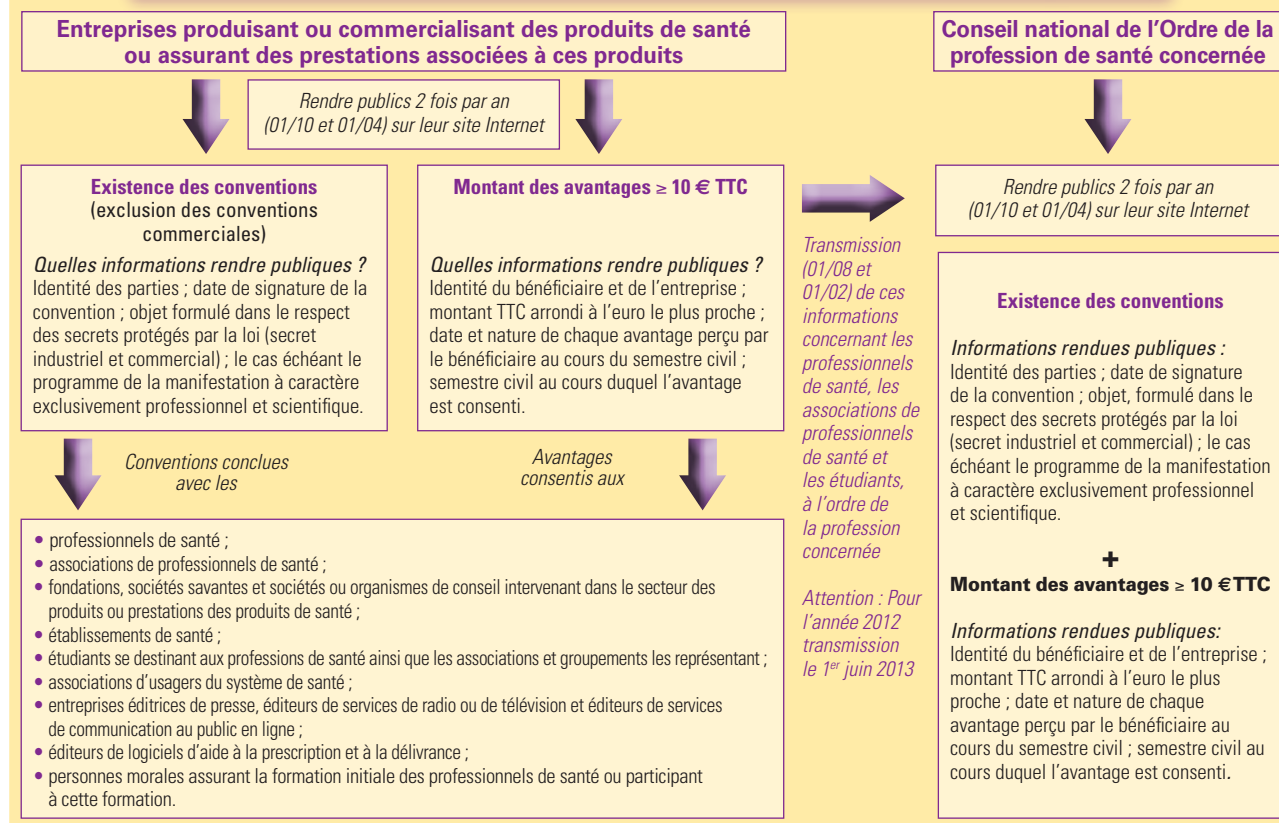 Entreprises produisant ou commercialisant des produits de santé
ou assurant des prestations associées à ces produits
Rendre publics 2 fois par an
(01/10 et 01/04) sur leur site Internet
Existence des conventions
(exclusion des conventions
commerciales)
Quelles informations rendre publiques ?
Identité des parties ; date de signature de la
convention ; objet formulé dans le respect
des secrets protégés par la loi (secret
industriel et commercial) ; le cas échéant le
programme de la manifestation à caractère
exclusivement professionnel et scientifique.
Montant des avantages ≥ 10 € TTC
Quelles informations rendre publiques ?
Identité du bénéficiaire et de l'entreprise ;
montant TTC arrondi à l'euro le plus proche ;
date et nature de chaque avantage perçu par
le bénéficiaire au cours du semestre civil ;
semestre civil au cours duquel l'avantage
est consenti.
Conventions conclues
avec les
Avantages
consentis aux
• professionnels de santé ;
• associations de professionnels de santé ;
• fondations, sociétés savantes et sociétés ou organismes de conseil intervenant dans le secteur des
produits ou prestations des produits de santé ;
• établissements de santé ;
• étudiants se destinant aux professions de santé ainsi que les associations et groupements les représentant ;
• associations d'usagers du système de santé ;
• entreprises éditrices de presse, éditeurs de services de radio ou de télévision et éditeurs de services
de communication au public en ligne ;
• éditeurs de logiciels d'aide à la prescription et à la délivrance ;
• personnes morales assurant la formation initiale des professionnels de santé ou participant
à cette formation.
Transmission
(01/08 et
01/02) de ces
informations
concernant les
professionnels
de santé, les
associations de
professionnels
de santé et
les étudiants,
à l'ordre de
la profession
concernée
Attention : Pour
l'année 2012
transmission
le 1er juin 2013
Conseil national de l'Ordre de la
profession de santé concernée
Rendre publics 2 fois par an
(01/10 et 01/04) sur leur site Internet
Existence des conventions
Informations rendues publiques :
Identité des parties ; date de signature
de la convention ; objet, formulé dans le
respect des secrets protégés par la loi
(secret industriel et commercial) ; le cas
échéant le programme de la manifestation
à caractère exclusivement professionnel
et scientifique.
+
Montant des avantages ≥ 10 € TTC
Informations rendues publiques:
Identité du bénéficiaire et de l'entreprise ;
montant TTC arrondi à l'euro le plus
proche ; date et nature de chaque
avantage perçu par le bénéficiaire au
cours du semestre civil ; semestre civil au
cours duquel l'avantage est consenti.